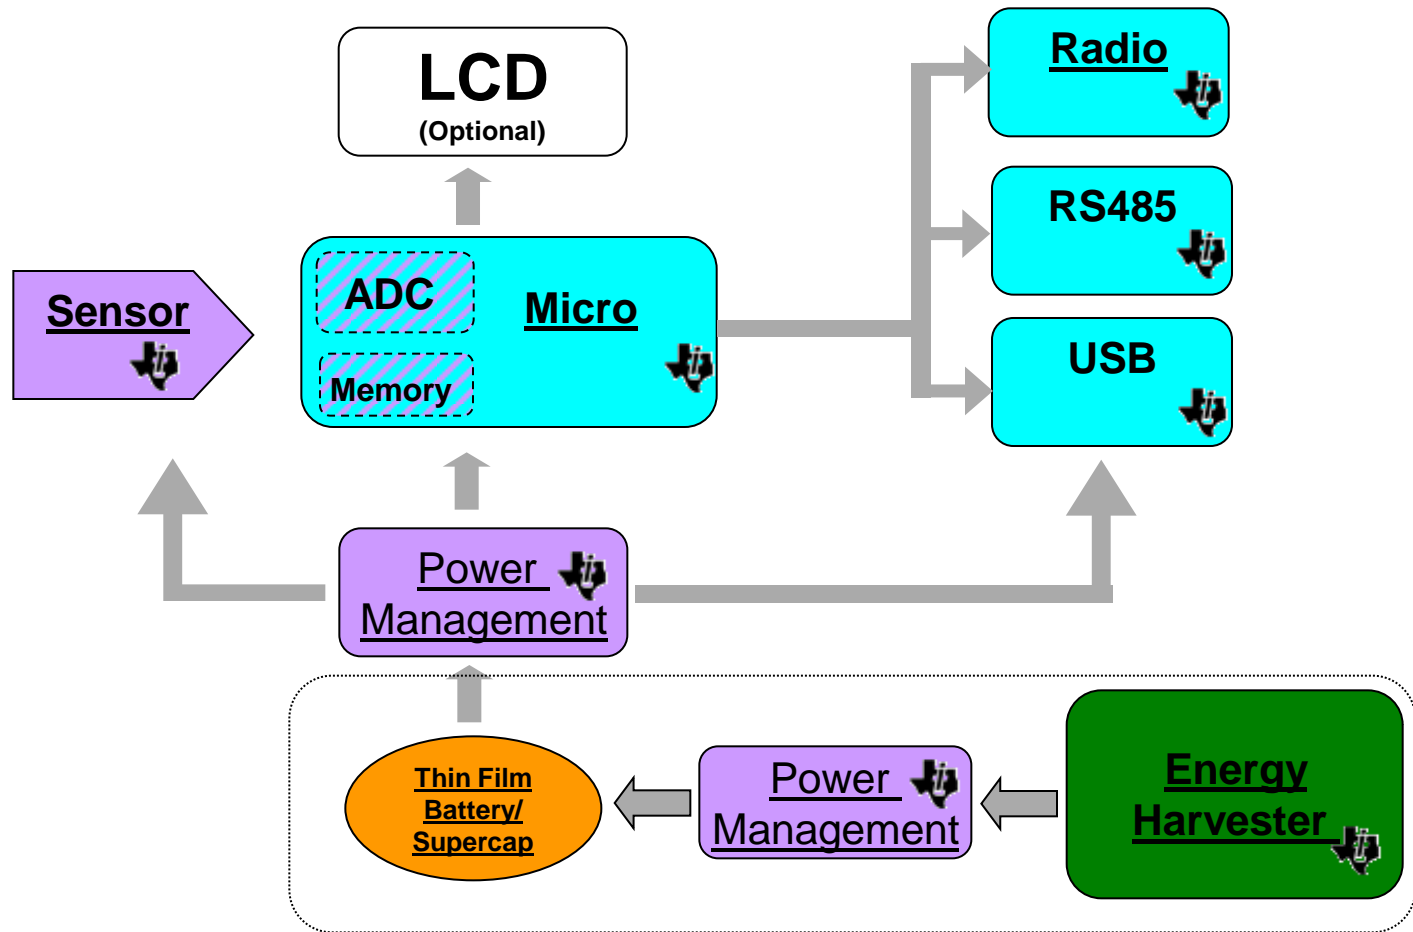 LCD
(Optional)
Radio
RS485
USB
Sensor
ADC
Memory
Micro
Power
Management
Thin Film
Battery/
Supercap
Power
Management
Energy
Harvester